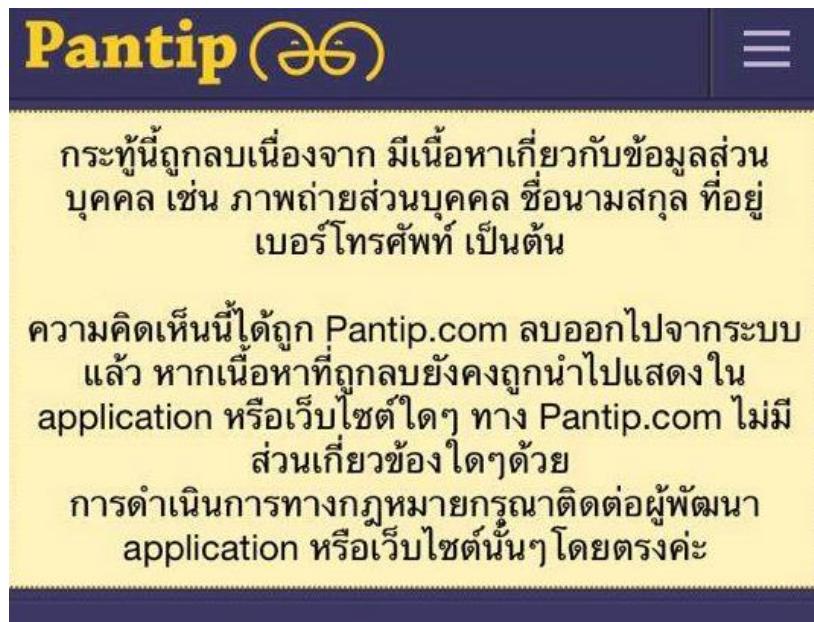 Pantip
กระทู้นี้ถูกลบเนื่องจาก มีเนื้อหาเกี่ยวกับข้อมูลส่วน
บุคคล เช่น ภาพถ่ายส่วนบุคคล ชื่อนามสกุล ที่อยู่
เบอร์โทรศัพท์ เป็นต้น
ความคิดเห็นนี้ได้ถูก Pantip.com ลบออกไปจากระบบ
แล้ว หากเนื้อหาที่ถูกลบยังคงถูกนำไปแสดงใน
application หรือเว็บไซต์ใดๆ ทาง Pantip.com ไม่มี
ส่วนเกี่ยวข้องใดๆด้วย
การดำเนินการทางกฎหมายกรุณาติดต่อผู้พัฒนา
application หรือเว็บไซต์นั้นๆ โดยตรงค่ะ